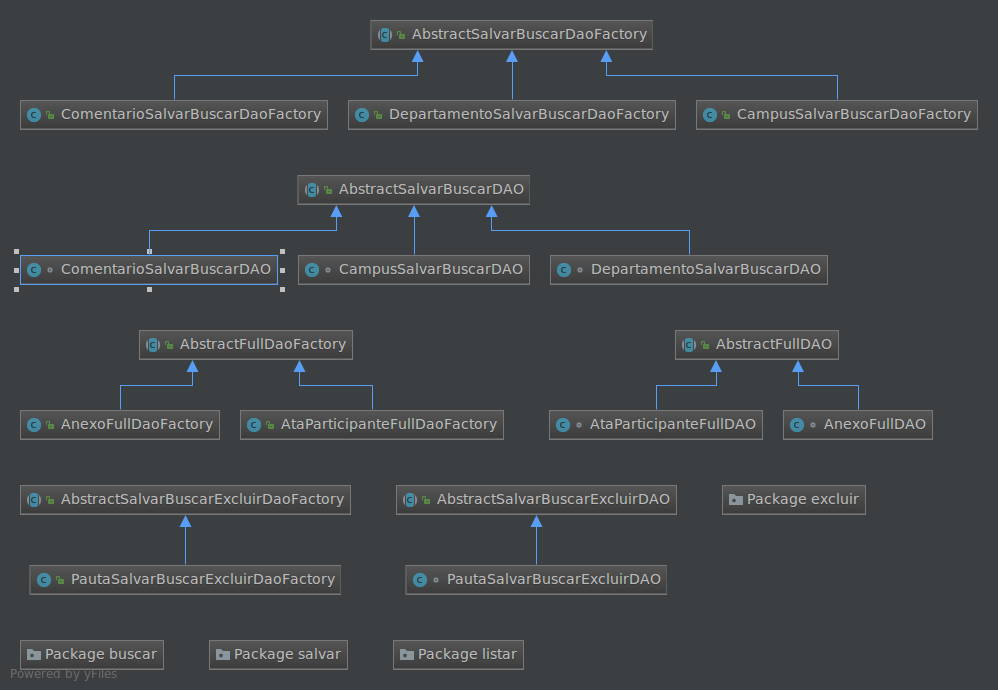 AbstractSalvarBuscarDaoFactory
ComentarioSalvarBuscarDaoFactory
DepartamentoSalvarBuscarDaoFactory
CampusSalvarBuscarDaoFactory
AbstractSalvarBuscarDAO
ComentarioSalvarBuscarDAO
CampusSalvarBuscarDAO
DepartamentoSalvarBuscarDAO
AbstractFullDaoFactory
AbstractFullDAO
AnexoFullDaoFactory
AtaParticipanteFullDaoFactory
AtaParticipanteFullDAO
AnexoFullDAO
AbstractSalvarBuscarExcluirDaoFactory
AbstractSalvarBuscarExcluirDAO
Package excluir
PautaSalvarBuscarExcluirDaoFactory
PautaSalvarBuscarExcluirDAO
Package buscar
Package salvar
Package listar
Powered by yFiles